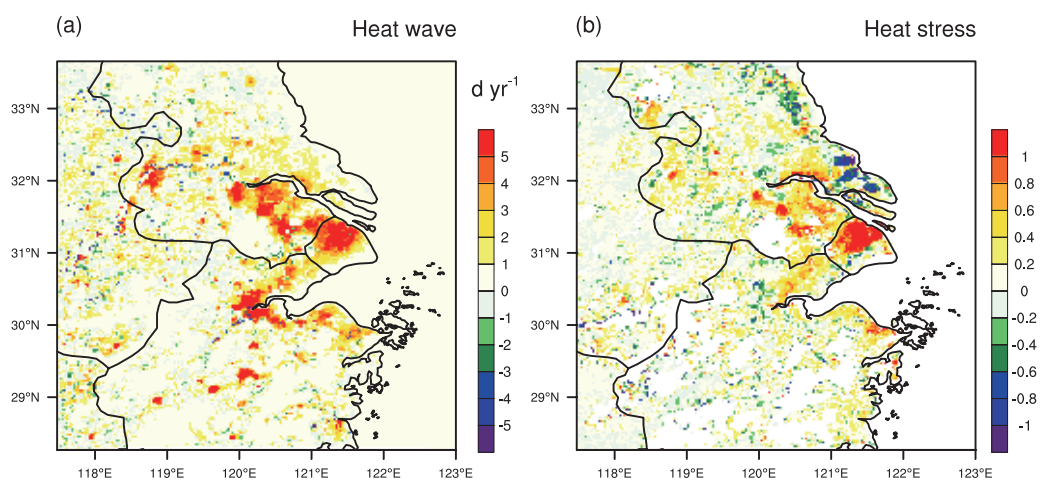 (a) Heat wave
(b) Heat stress
33°N
32°N
31°N
30°N
29°N
118°E 119°E 120°E 121°E 122°E 123°E
d yr⁻¹
5
4
3
2
1
0
-1
-2
-3
-4
-5
33°N
32°N
31°N
30°N
29°N
118°E 119°E 120°E 121°E 122°E 123°E
1
0.8
0.6
0.4
0.2
0
-0.2
-0.4
-0.6
-0.8
-1